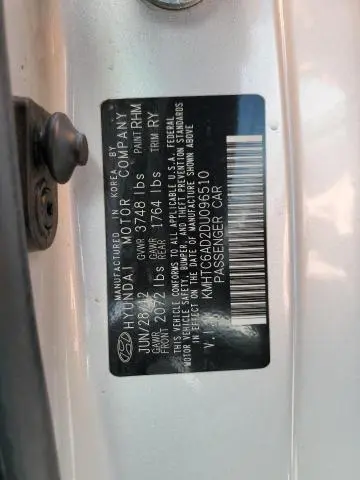 MANUFACTURED IN KOREA BY
HYUNDAI MOTOR COMPANY
JUN/28/12 GVWR 3748 lbs PAINT RHM
GAWR FRONT 2072 lbs GAWR REAR 1764 lbs TRIM RY
THIS VEHICLE CONFORMS TO ALL APPLICABLE U.S.A. FEDERAL
MOTOR VEHICLE SAFETY, BUMPER, AND THEFT PREVENTION STANDARDS
IN EFFECT ON THE DATE OF MANUFACTURE SHOWN ABOVE.
KMHTC6AD2DU096510
PASSENGER CAR